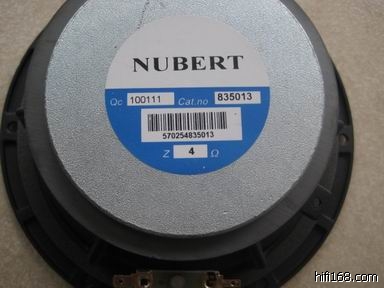 NUBERT
Qc 100111 Cat.no 835013
570254835013
Z 4 Ω
hifi168.com